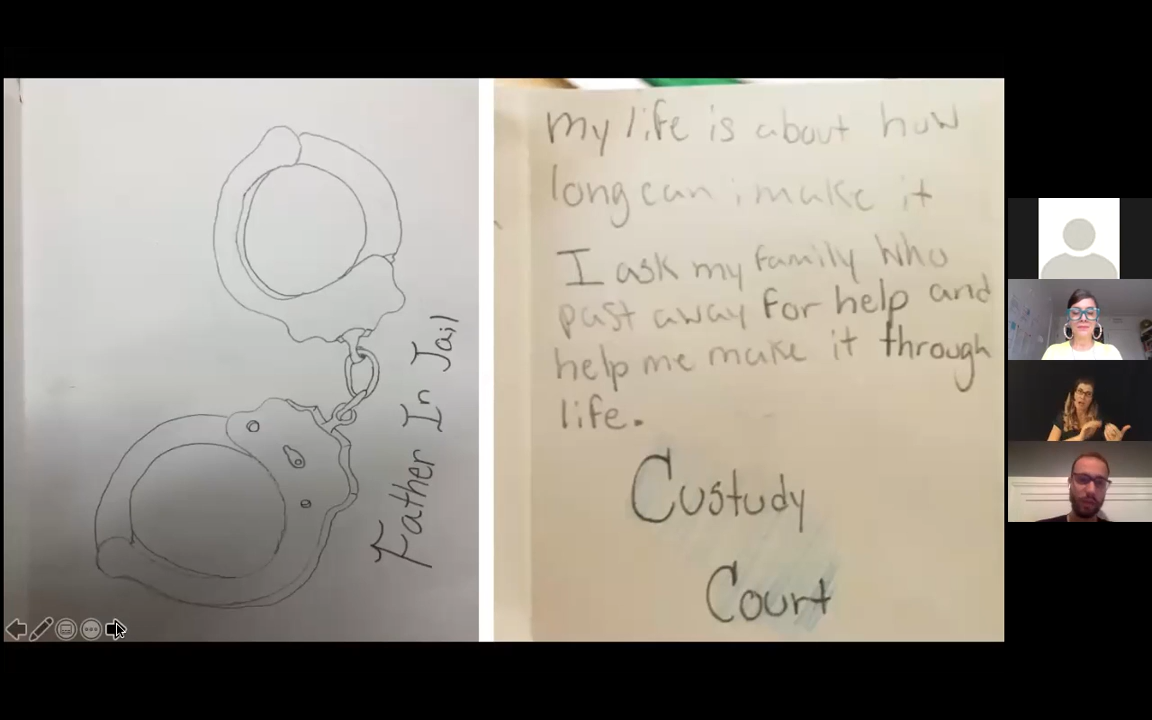 Father In Jail
my life is about how
long can i make it
I ask my family who
past away for help and
help me make it through
life.
Custudy
Court